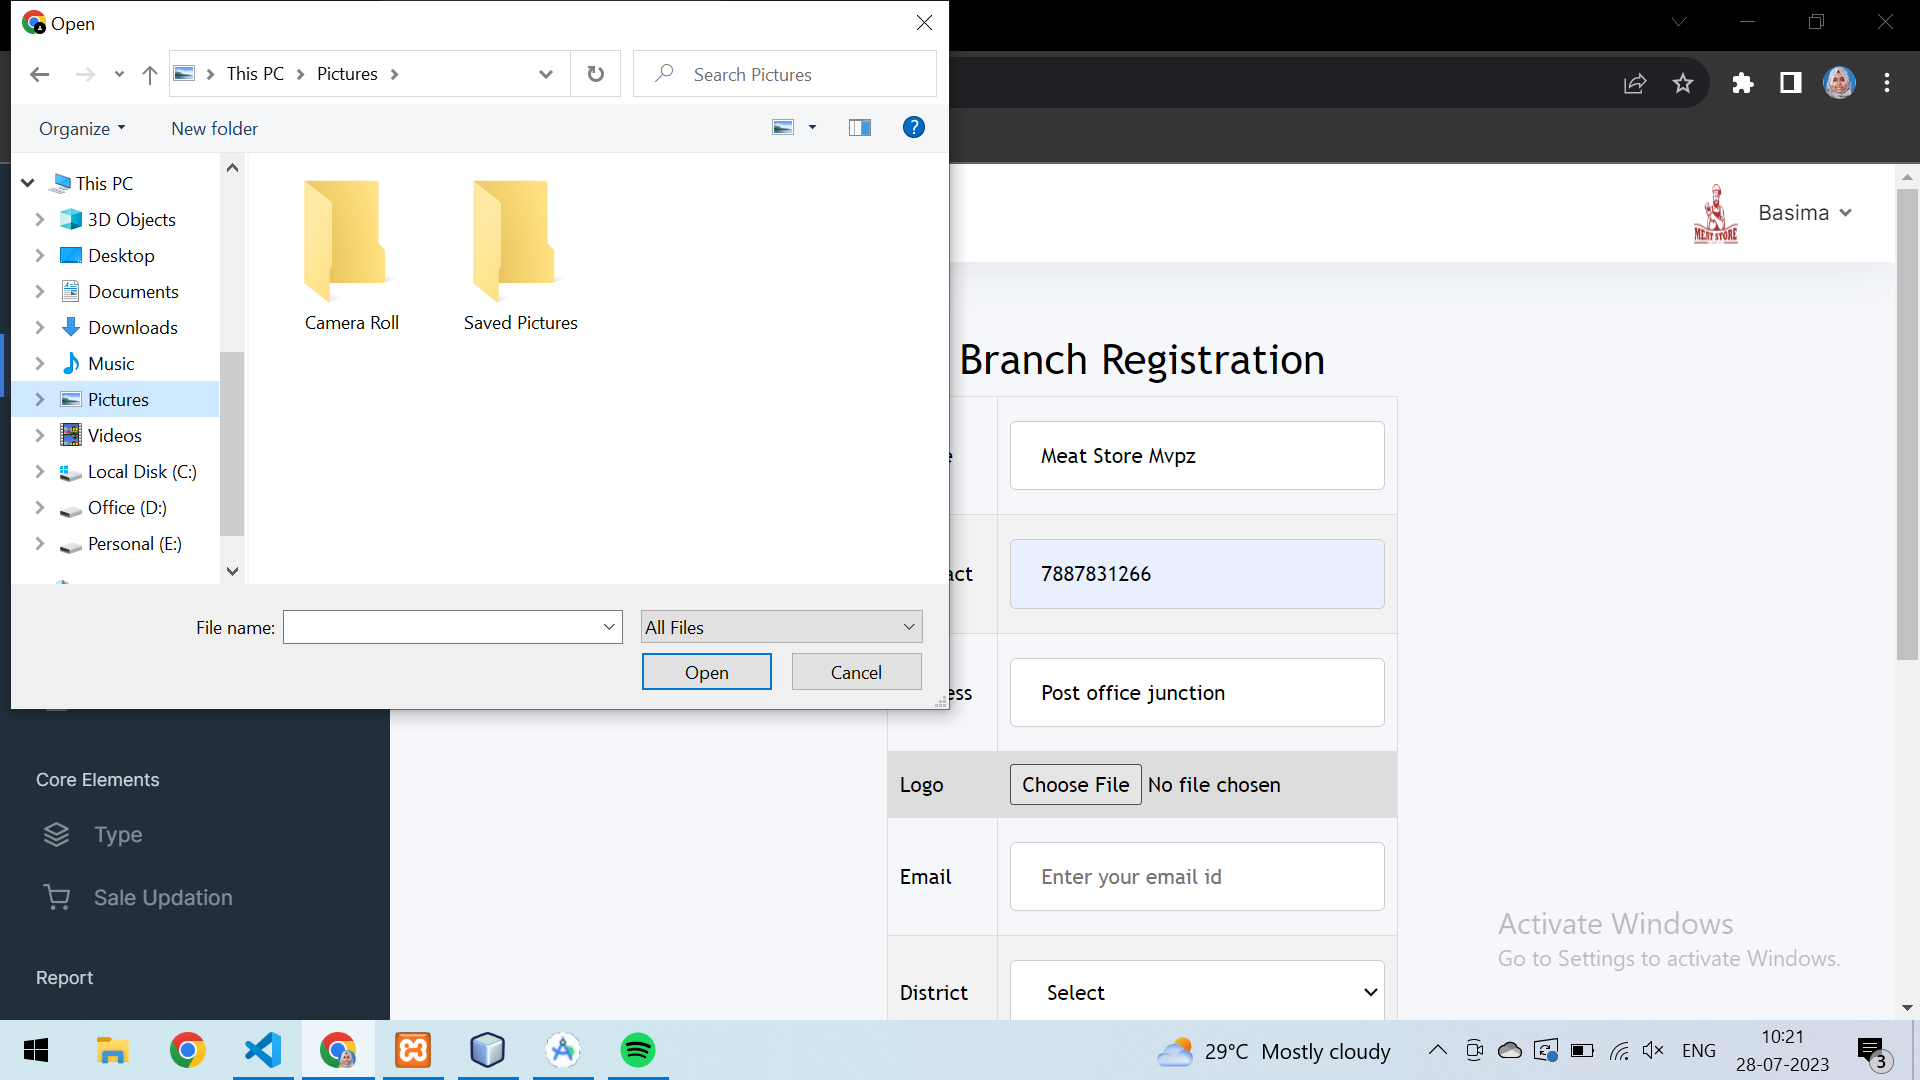 Open
This PC
Pictures
Search Pictures
Organize
New folder
This PC
3D Objects
Desktop
Documents
Downloads
Music
Pictures
Videos
Local Disk (C:)
Office (D:)
Personal (E:)
Camera Roll
Saved Pictures
File name:
All Files
Open
Cancel
MEAT STORE
Basima
Branch Registration
e
Meat Store Mvpz
act
7887831266
ess
Post office junction
Logo
Choose File
No file chosen
Email
Enter your email id
District
Select
Core Elements
Type
Sale Updation
Report
Activate Windows
Go to Settings to activate Windows.
29°C Mostly cloudy
ENG
10:21
28-07-2023
3